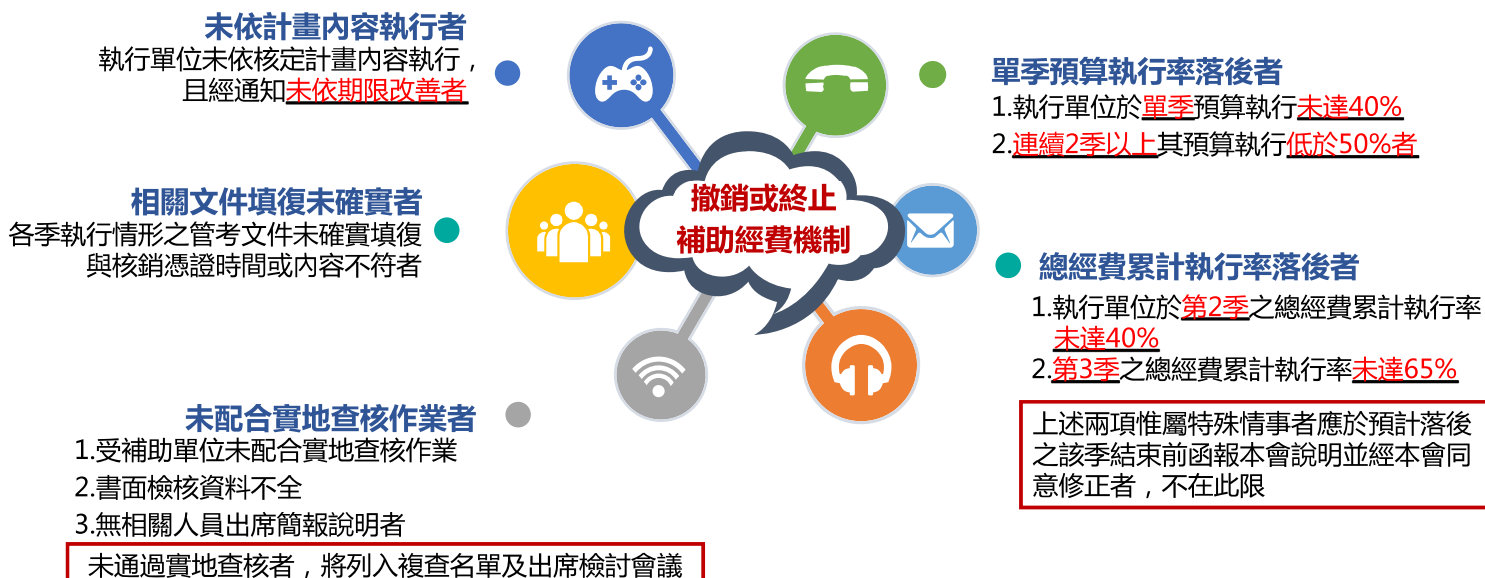 未依計畫內容執行者
執行單位未依核定計畫內容執行，
且經通知未依期限改善者
相關文件填復未確實者
各季執行情形之管考文件未確實填復
與核銷憑證時間或內容不符者
未配合實地查核作業者
1.受補助單位未配合實地查核作業
2.書面檢核資料不全
3.無相關人員出席簡報說明者
未通過實地查核者，將列入複查名單及出席檢討會議
撤銷或終止
補助經費機制
單季預算執行率落後者
1.執行單位於單季預算執行未達40%
2.連續2季以上其預算執行低於50%者
總經費累計執行率落後者
1.執行單位於第2季之總經費累計執行率
未達40%
2.第3季之總經費累計執行率未達65%
上述兩項惟屬特殊情事者應於預計落後
之該季結束前函報本會說明並經本會同
意修正者，不在此限